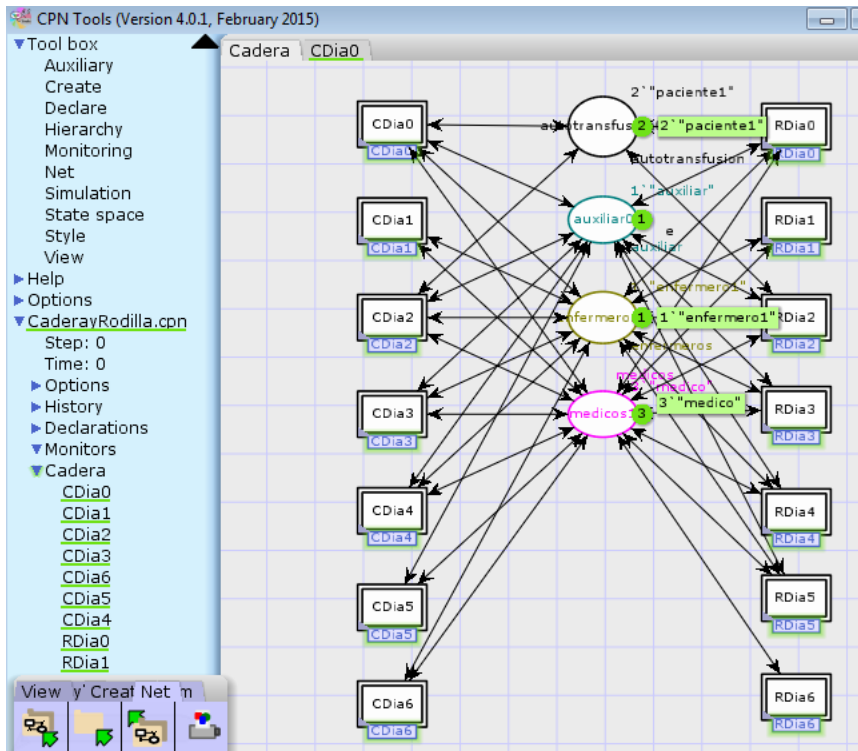 CPN Tools (Version 4.0.1, February 2015)
Tool box
Auxiliary
Create
Declare
Hierarchy
Monitoring
Net
Simulation
State space
Style
View
Help
Options
CaderayRodilla.cpn
Step: 0
Time: 0
Options
History
Declarations
Monitors
Cadera
CDia0
CDia1
CDia2
CDia3
CDia6
CDia5
CDia4
RDia0
RDia1
View Creat Net
Cadera CDia0
2`"paciente1"
CDia0
2 2`"paciente1"
RDia0
CDia0
RDia0
autotransfusion
1`"auxiliar"
CDia1
auxiliar0 1
RDia1
e
CDia1
auxiliar
RDia1
1`"enfermero1"
CDia2
1 1`"enfermero1"
RDia2
CDia2
enfermeros
RDia2
medicos
3`"medico"
3`"medico"
CDia3
medicos1 3
RDia3
CDia3
RDia3
CDia4
RDia4
CDia4
RDia4
CDia5
RDia5
CDia5
RDia5
CDia6
RDia6
CDia6
RDia6